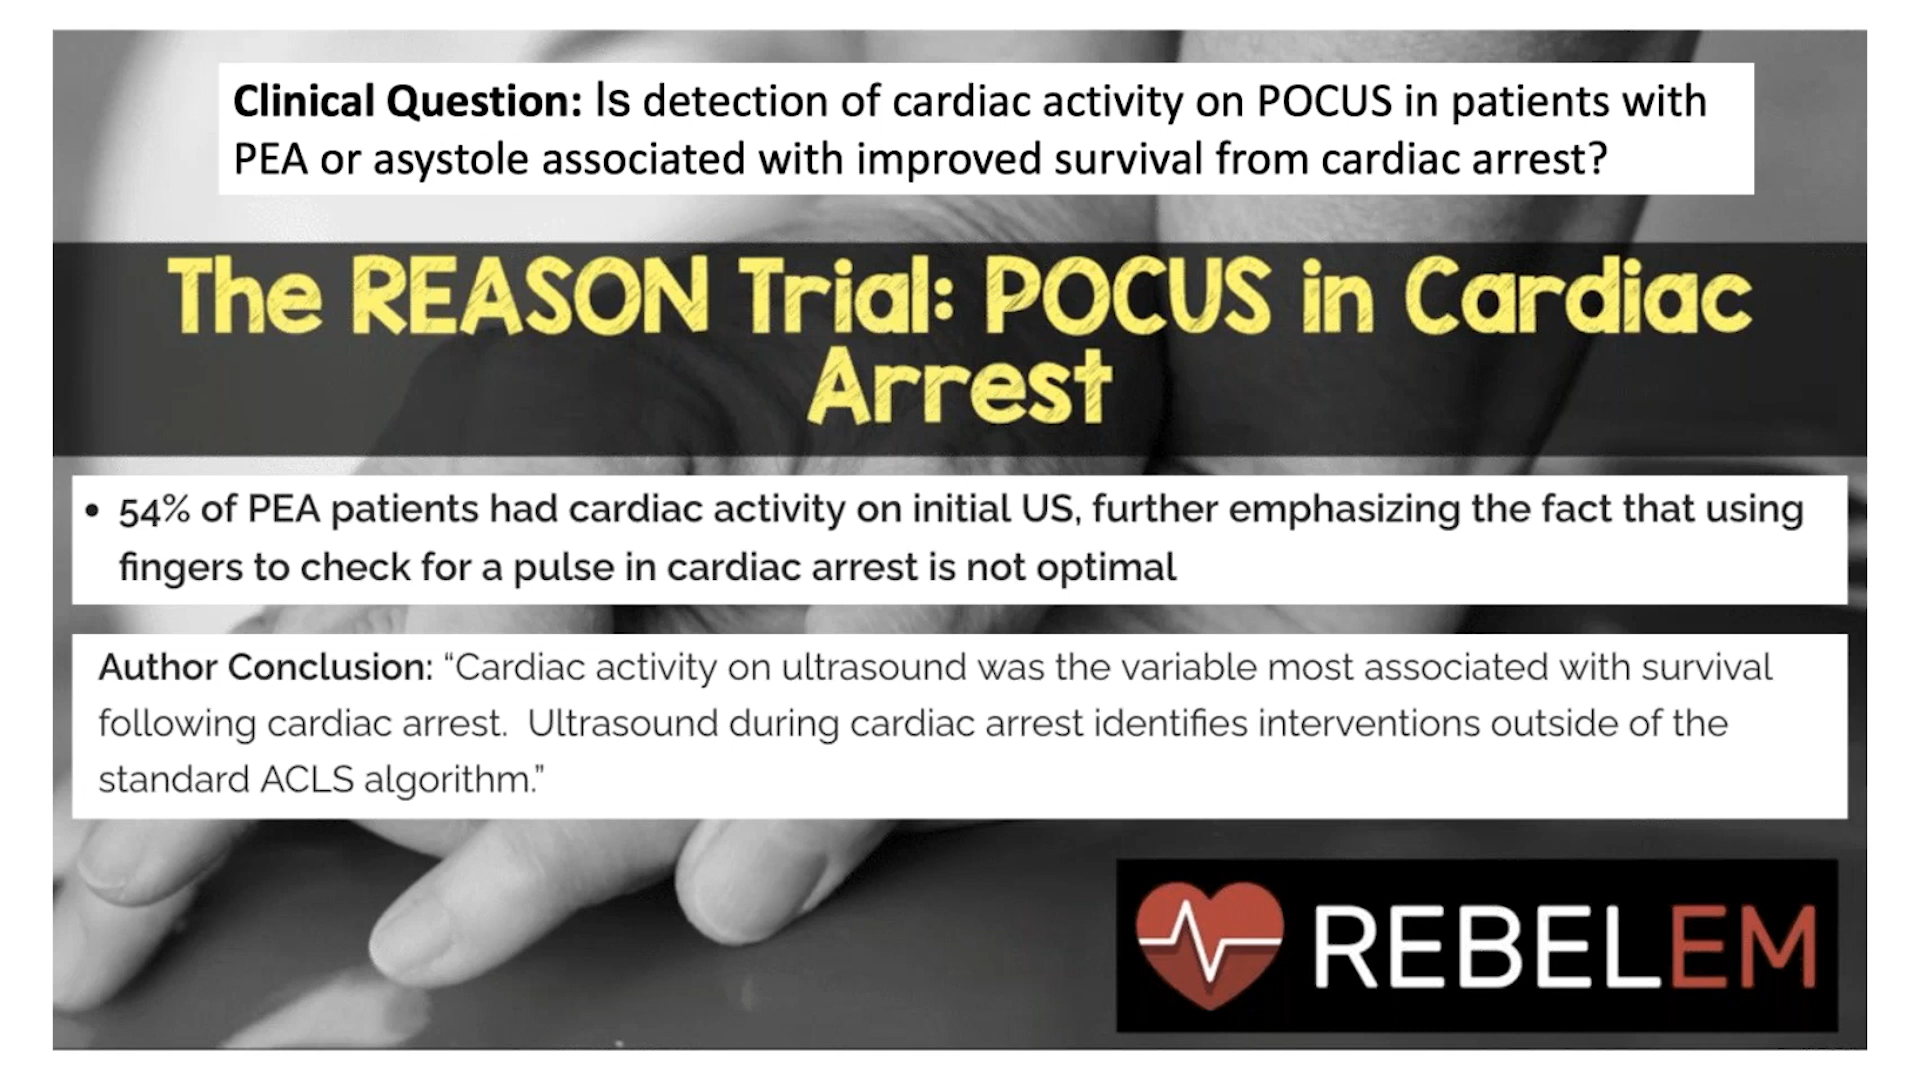 Clinical Question: Is detection of cardiac activity on POCUS in patients with
PEA or asystole associated with improved survival from cardiac arrest?
The REASON Trial: POCUS in Cardiac
Arrest
• 54% of PEA patients had cardiac activity on initial US, further emphasizing the fact that using
fingers to check for a pulse in cardiac arrest is not optimal
Author Conclusion: “Cardiac activity on ultrasound was the variable most associated with survival
following cardiac arrest.  Ultrasound during cardiac arrest identifies interventions outside of the
standard ACLS algorithm.”
REBELEM